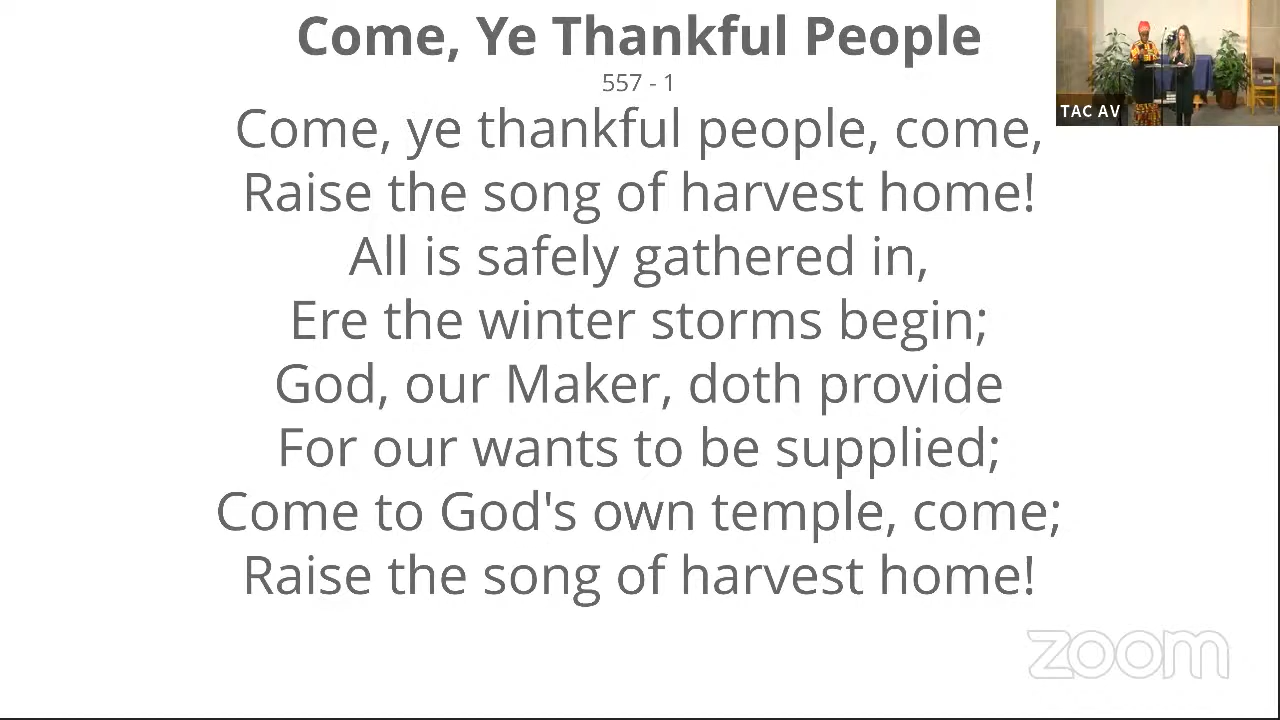 Come, Ye Thankful People
557 - 1
Come, ye thankful people, come,
Raise the song of harvest home!
All is safely gathered in,
Ere the winter storms begin;
God, our Maker, doth provide
For our wants to be supplied;
Come to God's own temple, come;
Raise the song of harvest home!
TAC AV
zoom